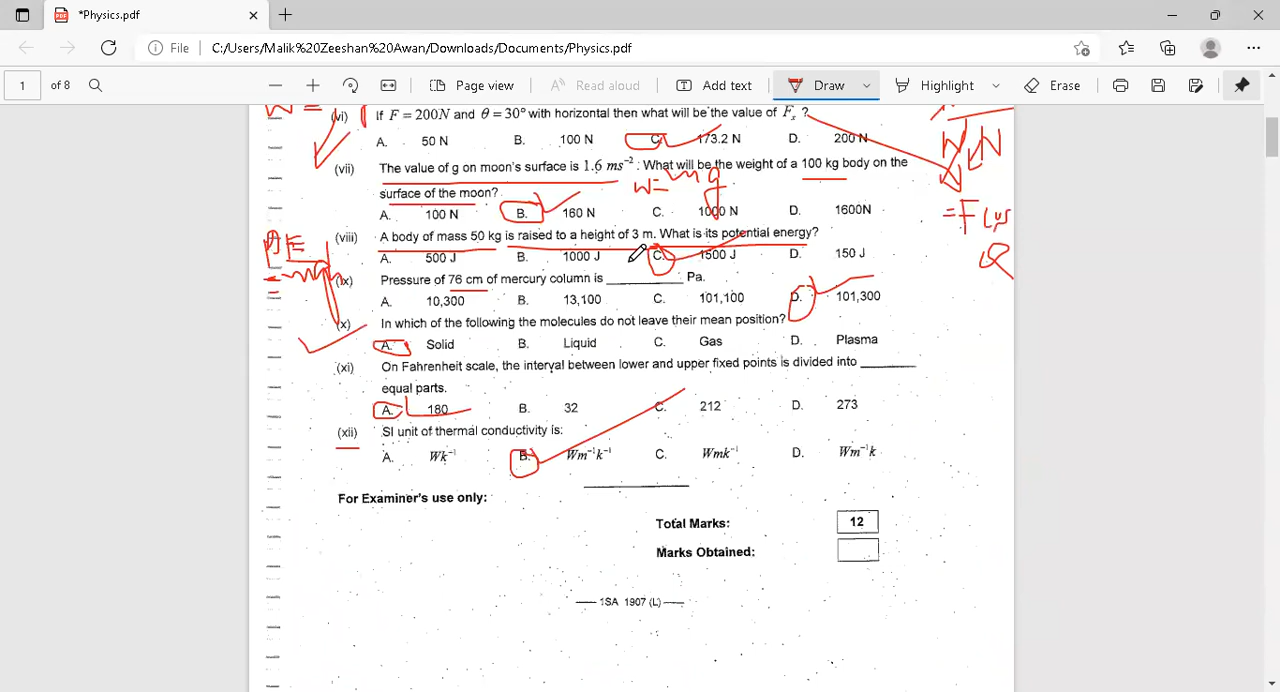 *Physics.pdf
File C:/Users/Malik%20Zeeshan%20Awan/Downloads/Documents/Physics.pdf
1 of 8 Page view Read aloud Add text Draw Highlight Erase
(vi) If F = 200N and θ = 30° with horizontal then what will be the value of Fₓ ?
A. 50 N B. 100 N C. 173.2 N D. 200 N
(vii) The value of g on moon's surface is 1.6 ms⁻² : What will be the weight of a 100 kg body on the
surface of the moon? w=mg
A. 100 N B. 160 N C. 1000 N D. 1600N
= F Cos
(viii) A body of mass 50 kg is raised to a height of 3 m. What is its potential energy?
A. 500 J B. 1000 J C. 1500 J D. 150 J
PE
= mgh
(ix) Pressure of 76 cm of mercury column is __________ Pa.
A. 10,300 B. 13,100 C. 101,100 D. 101,300
(x) In which of the following the molecules do not leave their mean position?
A. Solid B. Liquid C. Gas D. Plasma
(xi) On Fahrenheit scale, the interval between lower and upper fixed points is divided into _______
equal parts.
A. 180 B. 32 C. 212 D. 273
(xii) SI unit of thermal conductivity is:
A. Wk⁻¹ B. Wm⁻¹k⁻¹ C. Wmk⁻¹ D. Wm⁻¹k
For Examiner's use only:
Total Marks: 12
Marks Obtained:
1SA 1907 (L)